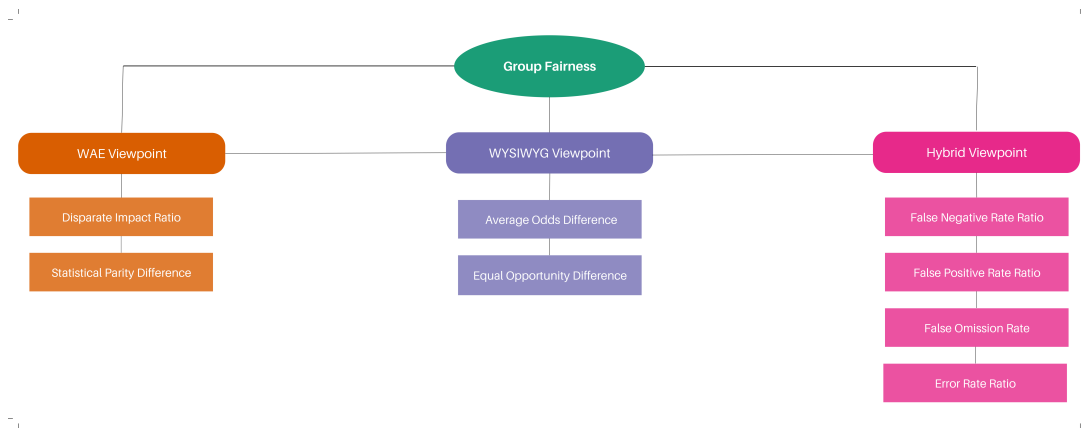 Group Fairness
WAE Viewpoint
WYSIWYG Viewpoint
Hybrid Viewpoint
Disparate Impact Ratio
Statistical Parity Difference
Average Odds Difference
Equal Opportunity Difference
False Negative Rate Ratio
False Positive Rate Ratio
False Omission Rate
Error Rate Ratio